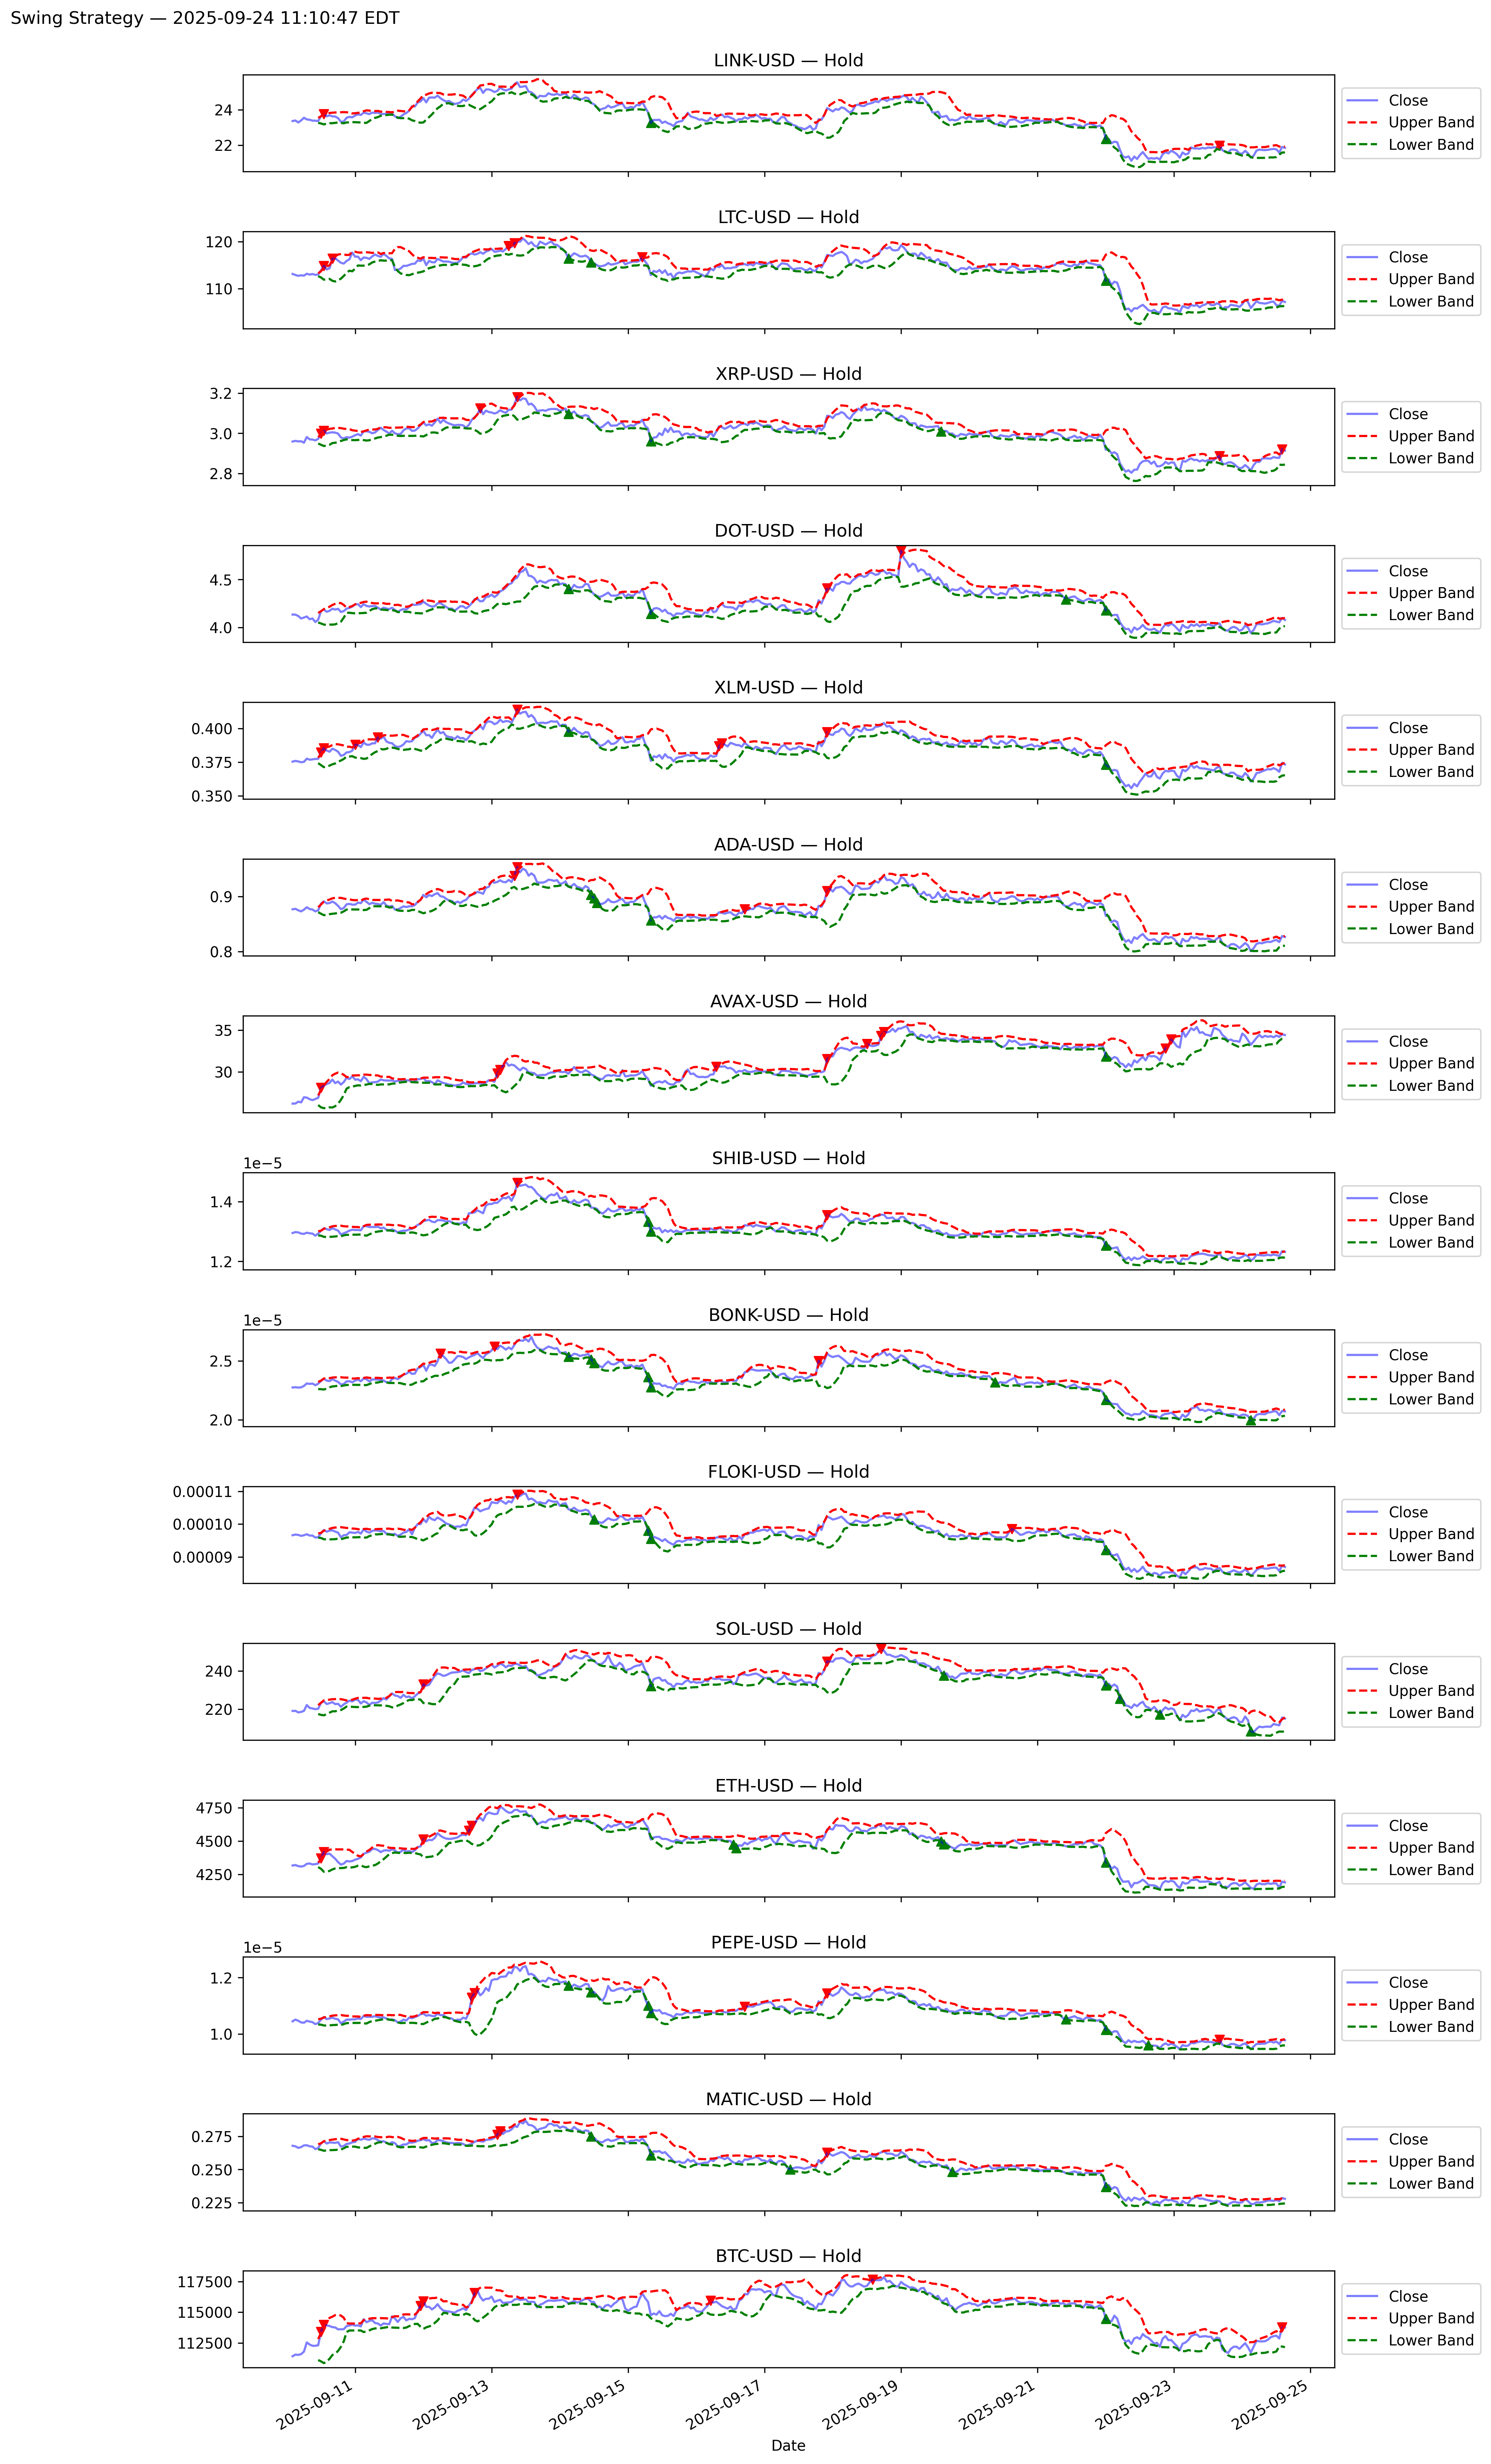 Swing Strategy — 2025-09-24 11:10:47 EDT
LINK-USD — Hold
24
22
Close
Upper Band
Lower Band
LTC-USD — Hold
120
110
Close
Upper Band
Lower Band
XRP-USD — Hold
3.2
3.0
2.8
Close
Upper Band
Lower Band
DOT-USD — Hold
4.5
4.0
Close
Upper Band
Lower Band
XLM-USD — Hold
0.400
0.375
0.350
Close
Upper Band
Lower Band
ADA-USD — Hold
0.9
0.8
Close
Upper Band
Lower Band
AVAX-USD — Hold
35
30
Close
Upper Band
Lower Band
SHIB-USD — Hold
1e−5
1.4
1.2
Close
Upper Band
Lower Band
BONK-USD — Hold
1e−5
2.5
2.0
Close
Upper Band
Lower Band
FLOKI-USD — Hold
0.00011
0.00010
0.00009
Close
Upper Band
Lower Band
SOL-USD — Hold
240
220
Close
Upper Band
Lower Band
ETH-USD — Hold
4750
4500
4250
Close
Upper Band
Lower Band
PEPE-USD — Hold
1e−5
1.2
1.0
Close
Upper Band
Lower Band
MATIC-USD — Hold
0.275
0.250
0.225
Close
Upper Band
Lower Band
BTC-USD — Hold
117500
115000
112500
Close
Upper Band
Lower Band
2025-09-11
2025-09-13
2025-09-15
2025-09-17
2025-09-19
2025-09-21
2025-09-23
2025-09-25
Date